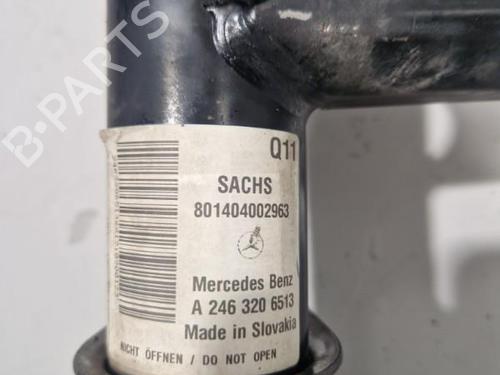 B-PARTS
Q11
SACHS
801404002963
Mercedes Benz
A 246 320 6513
Made in Slovakia
NICHT ÖFFNEN / DO NOT OPEN